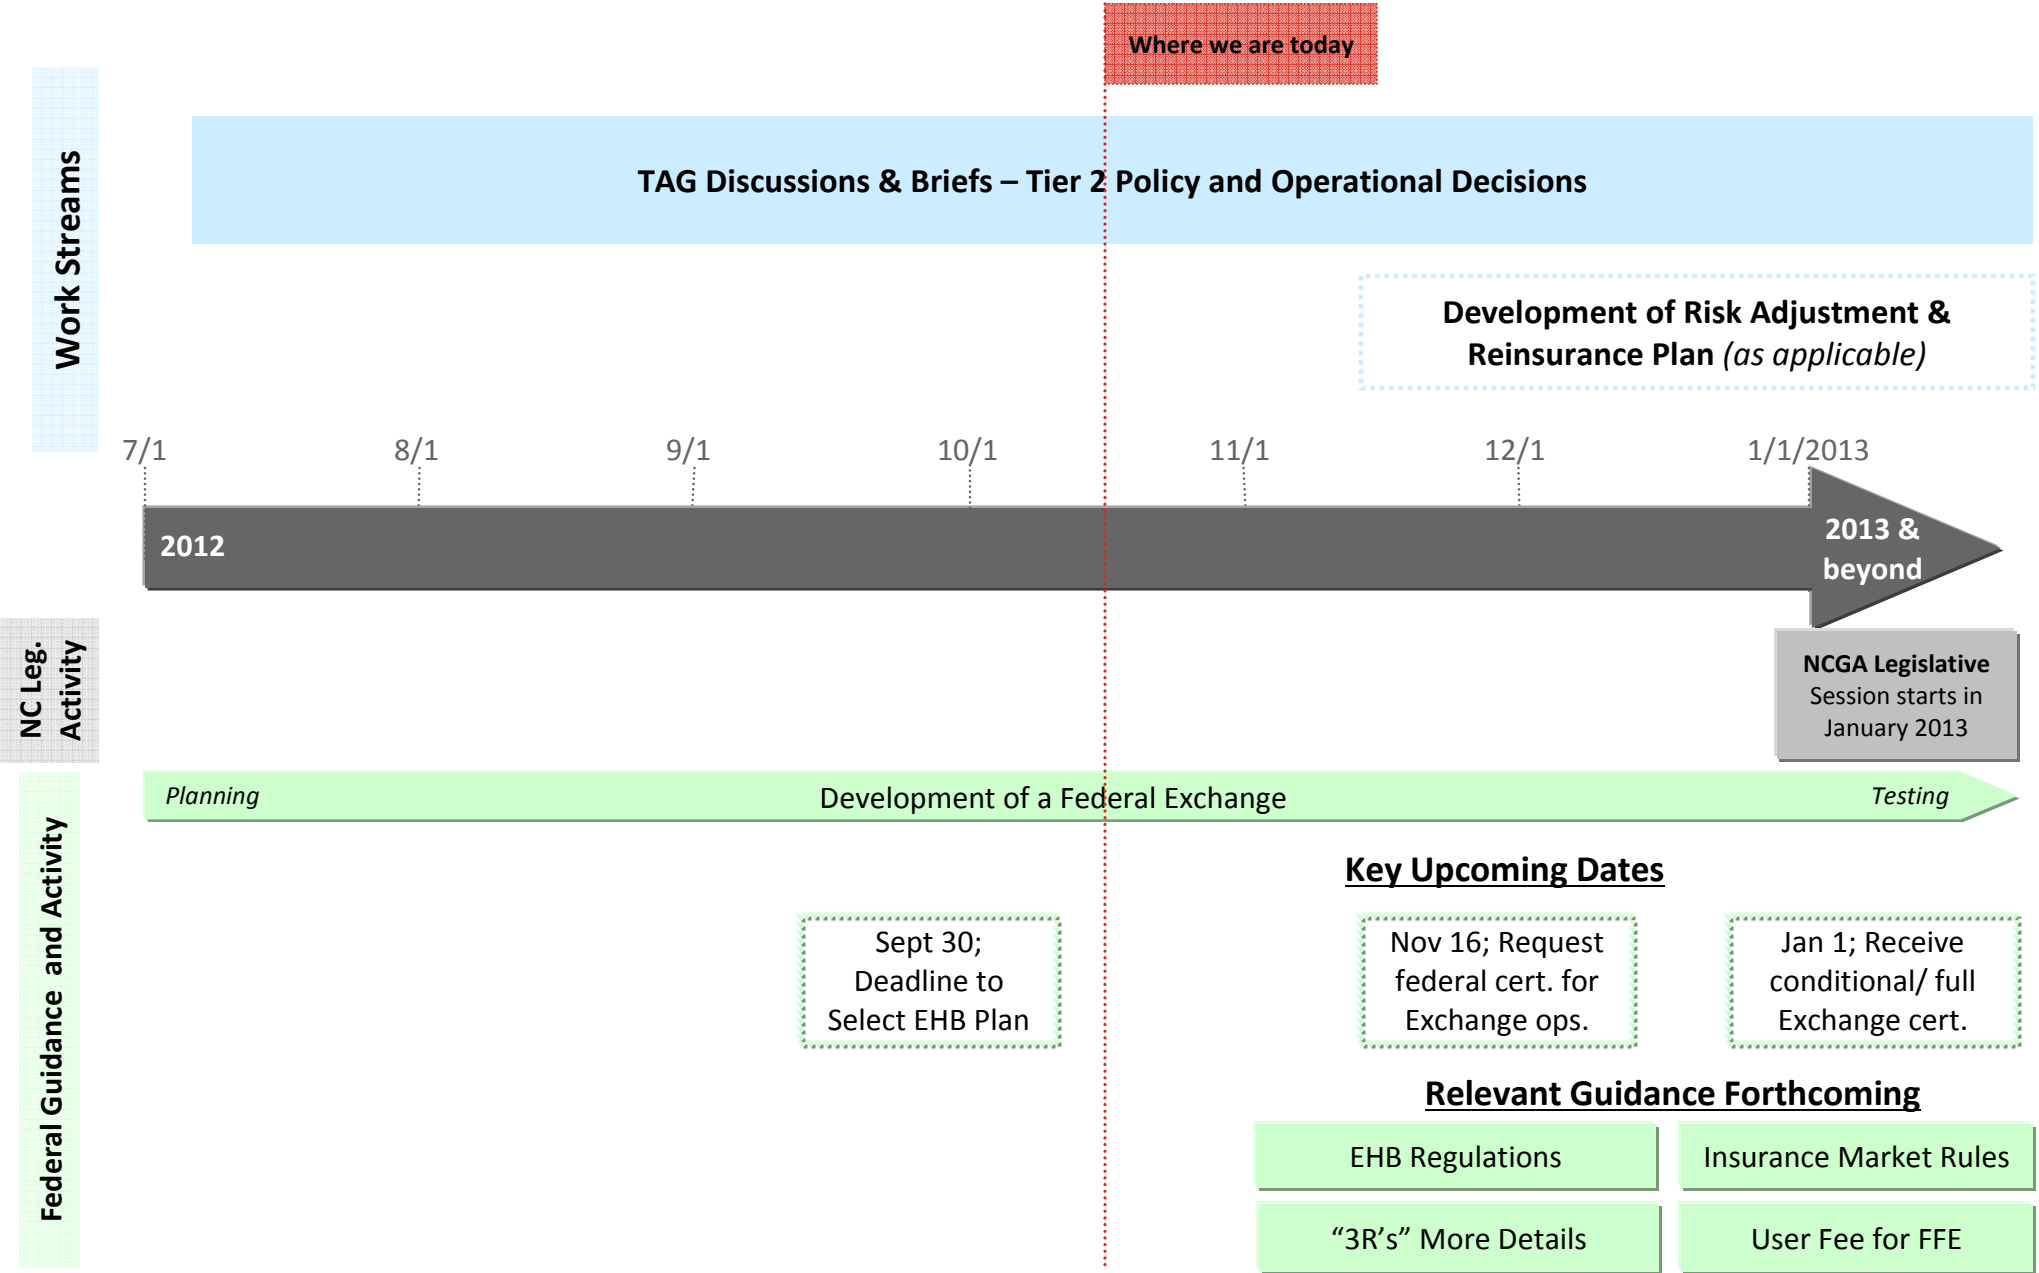 Where we are today
Work Streams
TAG Discussions & Briefs – Tier 2 Policy and Operational Decisions
Development of Risk Adjustment &
Reinsurance Plan (as applicable)
7/1
8/1
9/1
10/1
11/1
12/1
1/1/2013
2012
2013 &
beyond
NC Leg.
Activity
NCGA Legislative
Session starts in
January 2013
Federal Guidance and Activity
Planning
Development of a Federal Exchange
Testing
Key Upcoming Dates
Sept 30;
Deadline to
Select EHB Plan
Nov 16; Request
federal cert. for
Exchange ops.
Jan 1; Receive
conditional/ full
Exchange cert.
Relevant Guidance Forthcoming
EHB Regulations
Insurance Market Rules
“3R’s” More Details
User Fee for FFE